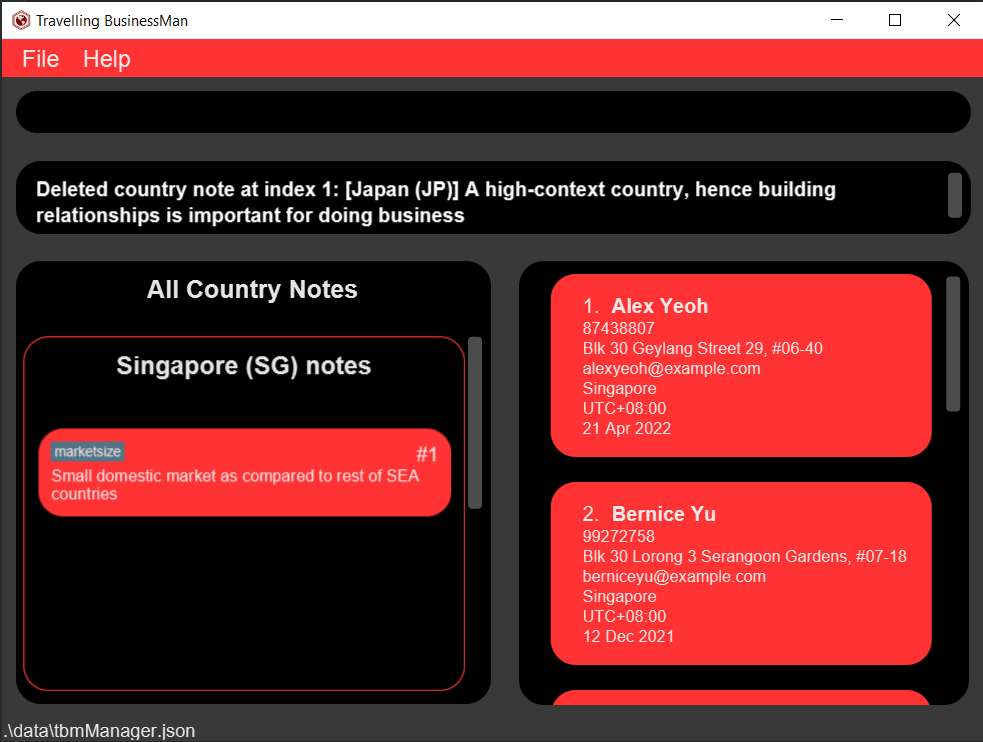 Travelling BusinessMan
File Help
Deleted country note at index 1: [Japan (JP)] A high-context country, hence building
relationships is important for doing business
All Country Notes
Singapore (SG) notes
marketsize
#1
Small domestic market as compared to rest of SEA
countries
1. Alex Yeoh
87438807
Blk 30 Geylang Street 29, #06-40
alexyeoh@example.com
Singapore
UTC+08:00
21 Apr 2022
2. Bernice Yu
99272758
Blk 30 Lorong 3 Serangoon Gardens, #07-18
berniceyu@example.com
Singapore
UTC+08:00
12 Dec 2021
.\data\tbmManager.json